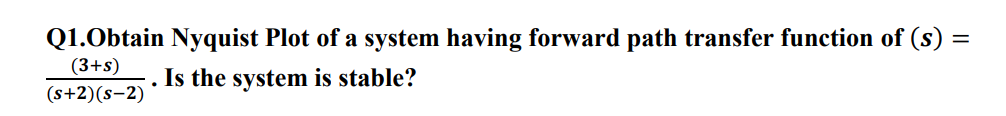 Q1.Obtain Nyquist Plot of a system having forward path transfer function of (s) =
(3+s)
(s+2)(s−2) . Is the system is stable?